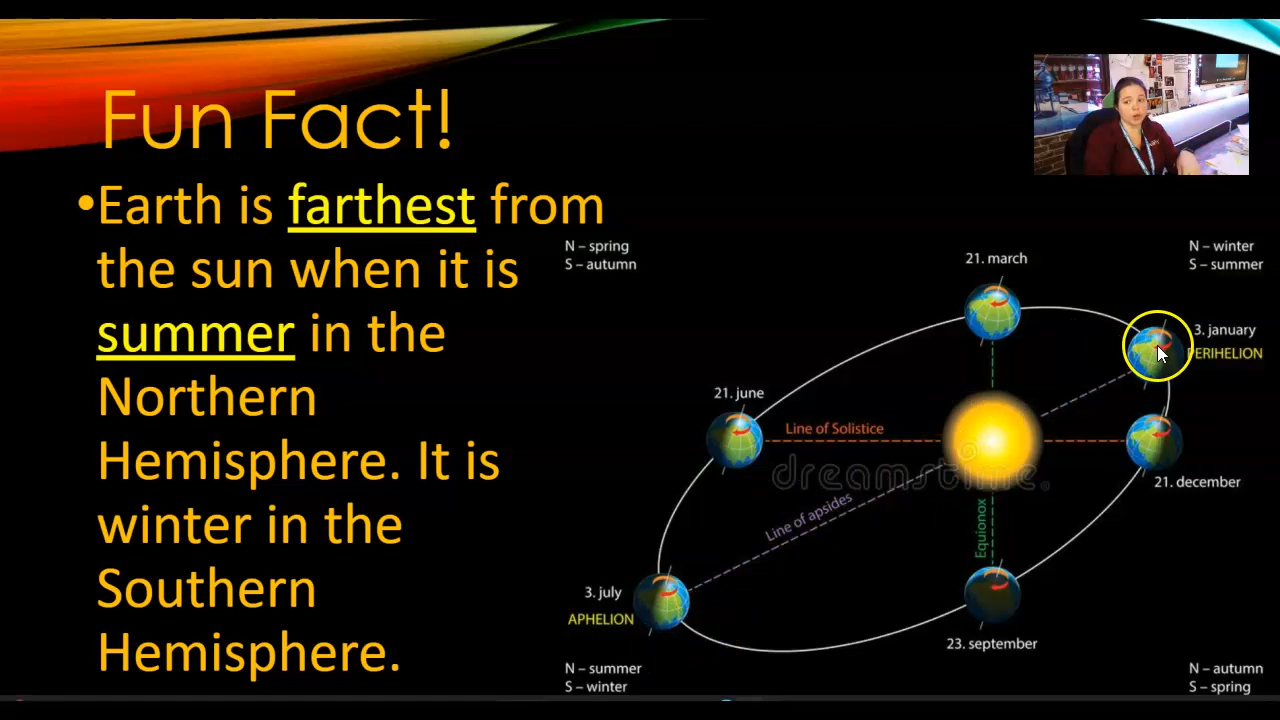 Fun Fact!
•Earth is farthest from
the sun when it is
summer in the
Northern
Hemisphere. It is
winter in the
Southern
Hemisphere.
N – spring
S – autumn
21. march
N – winter
S – summer
3. january
PERIHELION
21. june
Line of Solistice
dreamstime.
21. december
Line of apsides
Equionox
3. july
APHELION
23. september
N – summer
S – winter
N – autumn
S – spring